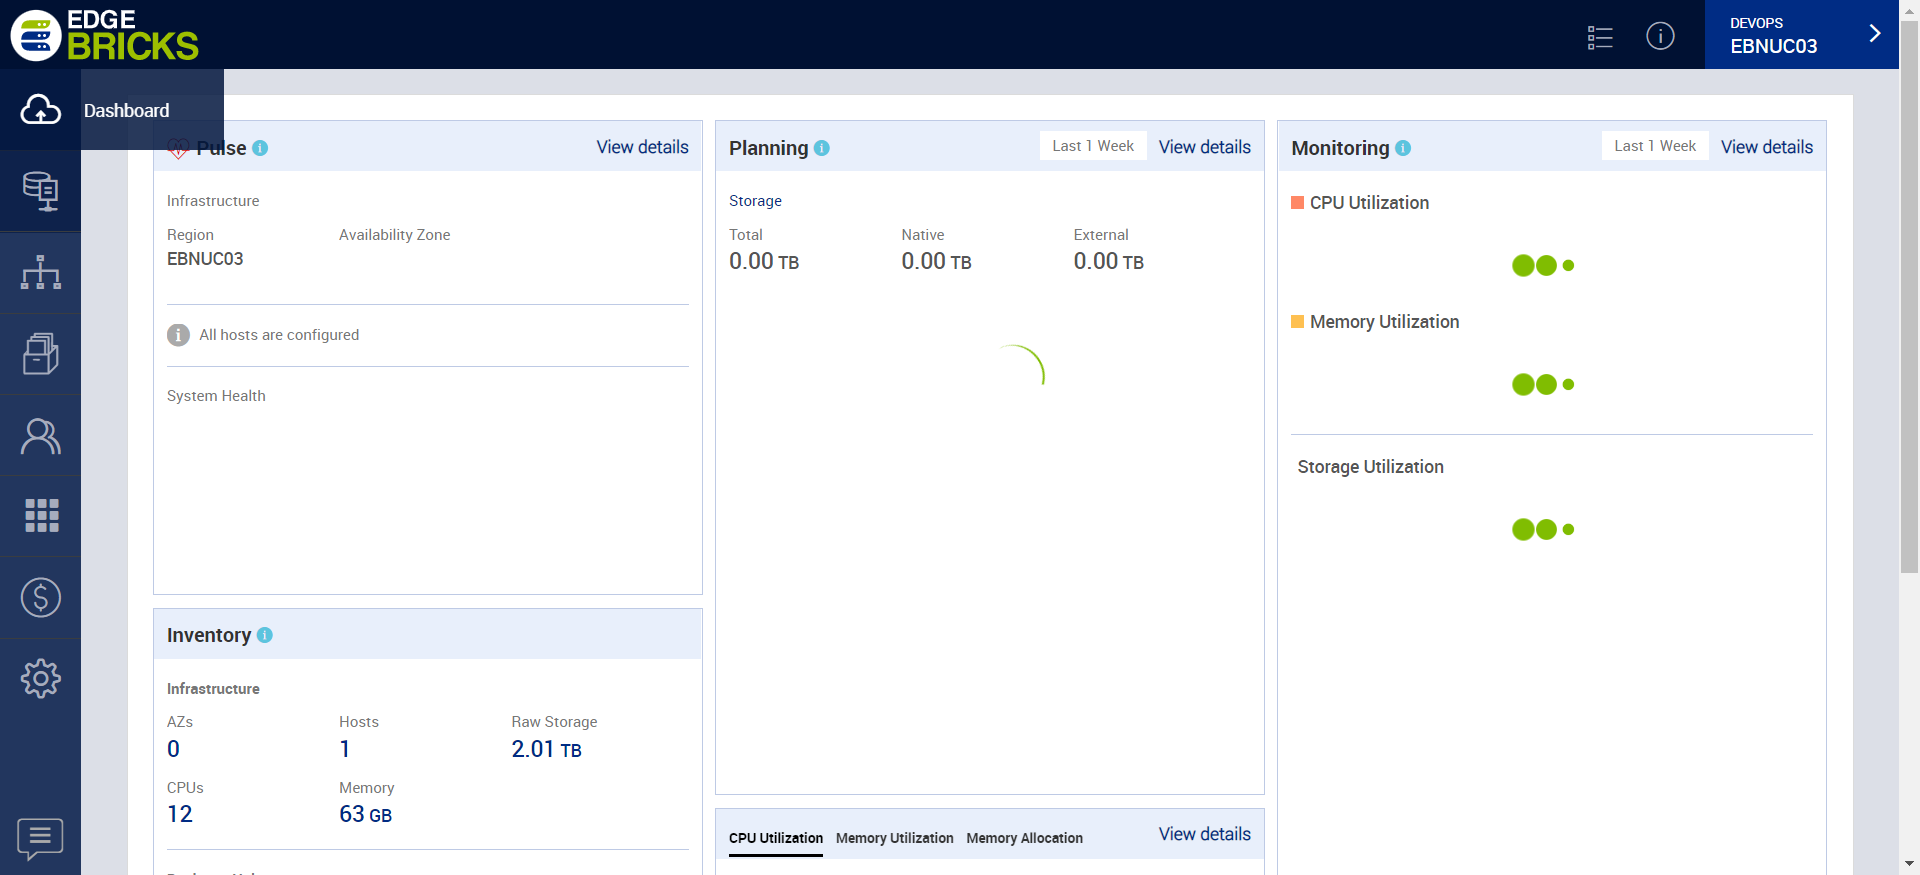 EDGE
BRICKS
DEVOPS
EBNUC03
Dashboard
Pulse
View details
Infrastructure
Region
Availability Zone
EBNUC03
All hosts are configured
System Health
Inventory
Infrastructure
AZs
Hosts
Raw Storage
0
1
2.01 TB
CPUs
Memory
12
63 GB
Planning
Last 1 Week
View details
Storage
Total
Native
External
0.00 TB
0.00 TB
0.00 TB
CPU Utilization
Memory Utilization
Memory Allocation
View details
Monitoring
Last 1 Week
View details
CPU Utilization
Memory Utilization
Storage Utilization